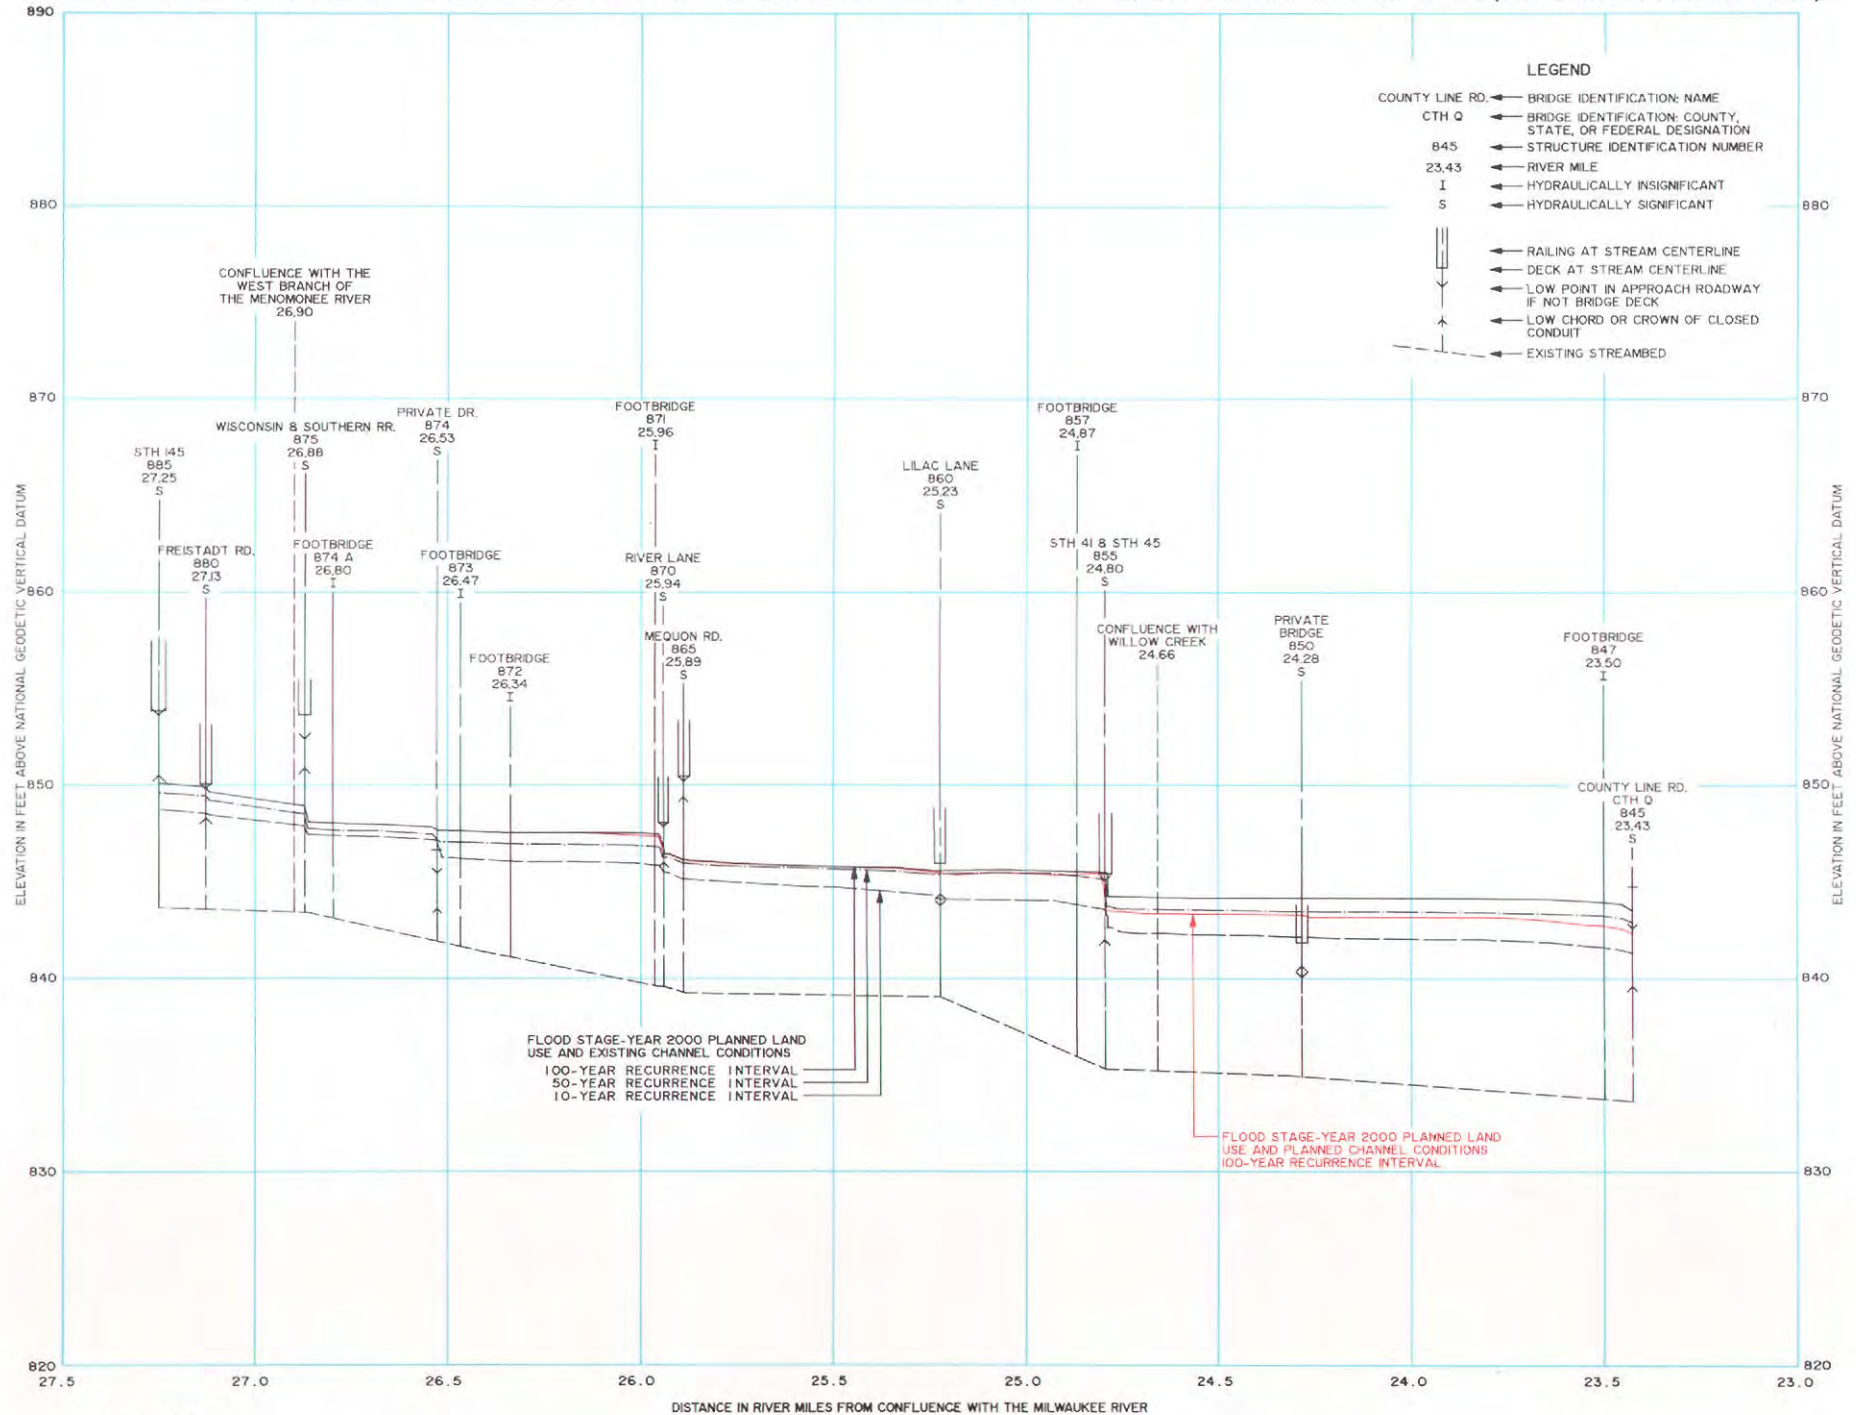 890
LEGEND
COUNTY LINE RD.
BRIDGE IDENTIFICATION: NAME
CTH Q
BRIDGE IDENTIFICATION: COUNTY,
STATE, OR FEDERAL DESIGNATION
845
STRUCTURE IDENTIFICATION NUMBER
23.43
RIVER MILE
I
HYDRAULICALLY INSIGNIFICANT
S
HYDRAULICALLY SIGNIFICANT
880
880
RAILING AT STREAM CENTERLINE
DECK AT STREAM CENTERLINE
LOW POINT IN APPROACH ROADWAY
IF NOT BRIDGE DECK
LOW CHORD OR CROWN OF CLOSED
CONDUIT
EXISTING STREAMBED
CONFLUENCE WITH THE
WEST BRANCH OF
THE MENOMONEE RIVER
26.90
870
870
STH 145
885
27.25
S
FREISTADT RD.
880
27.13
S
WISCONSIN & SOUTHERN RR.
875
26.88
S
FOOTBRIDGE
874 A
26.80
I
PRIVATE DR.
874
26.53
S
FOOTBRIDGE
873
26.47
I
FOOTBRIDGE
872
26.34
I
FOOTBRIDGE
871
25.96
I
RIVER LANE
870
25.94
S
MEQUON RD.
865
25.89
S
LILAC LANE
860
25.23
S
FOOTBRIDGE
857
24.87
I
STH 41 & STH 45
855
24.80
S
CONFLUENCE WITH
WILLOW CREEK
24.66
PRIVATE
BRIDGE
850
24.28
S
FOOTBRIDGE
847
23.50
I
COUNTY LINE RD.
CTH Q
845
23.43
S
860
860
850
850
840
840
FLOOD STAGE-YEAR 2000 PLANNED LAND
USE AND EXISTING CHANNEL CONDITIONS
100-YEAR RECURRENCE INTERVAL
50-YEAR RECURRENCE INTERVAL
10-YEAR RECURRENCE INTERVAL
FLOOD STAGE-YEAR 2000 PLANNED LAND
USE AND PLANNED CHANNEL CONDITIONS
100-YEAR RECURRENCE INTERVAL
830
830
820
820
ELEVATION IN FEET ABOVE NATIONAL GEODETIC VERTICAL DATUM
ELEVATION IN FEET ABOVE NATIONAL GEODETIC VERTICAL DATUM
27.5 27.0 26.5 26.0 25.5 25.0 24.5 24.0 23.5 23.0
DISTANCE IN RIVER MILES FROM CONFLUENCE WITH THE MILWAUKEE RIVER